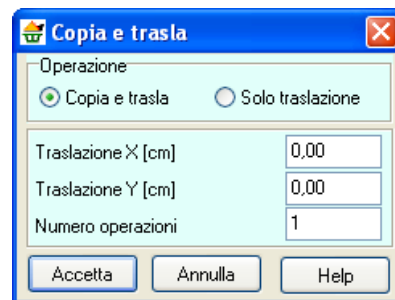 Copia e trasla
Operazione
Copia e trasla Solo traslazione
Traslazione X [cm] 0,00
Traslazione Y [cm] 0,00
Numero operazioni 1
Accetta Annulla Help